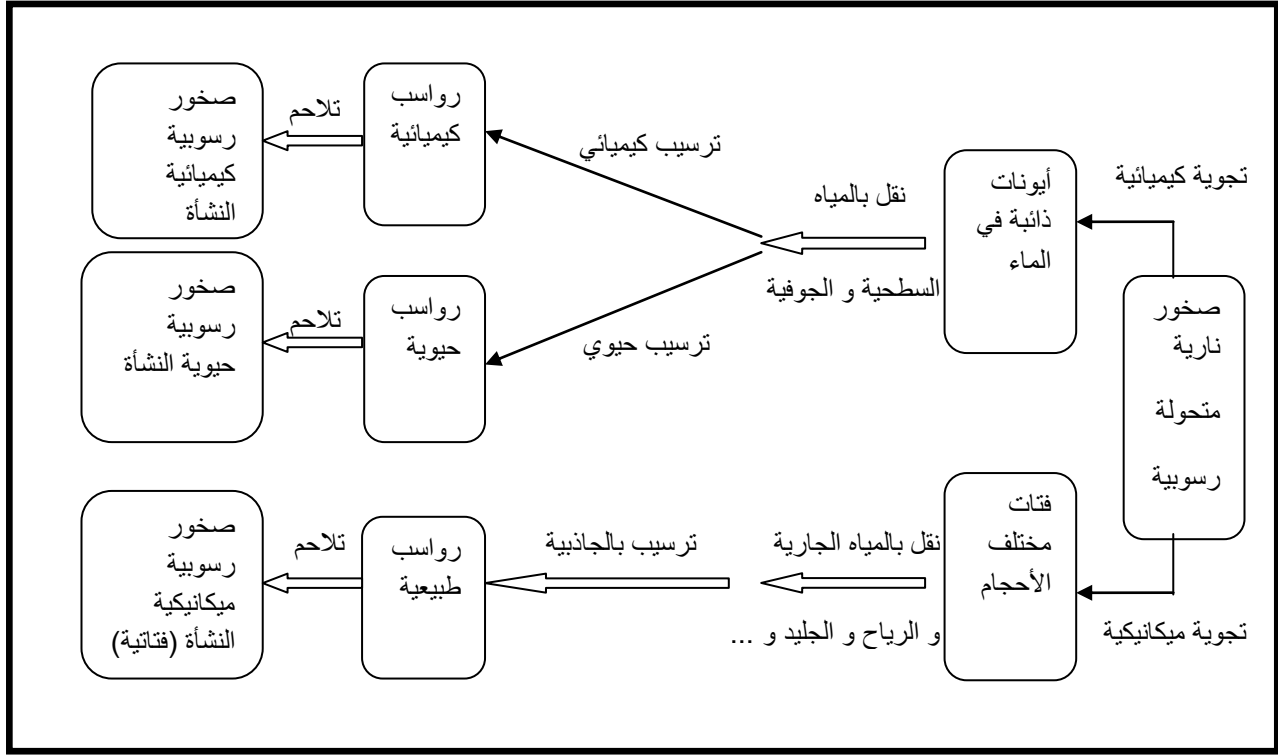 صخور
نارية
متحولة
رسوبية
تجوية كيميائية
أيونات
ذائبة في
الماء
نقل بالمياه
السطحية و الجوفية
ترسيب كيميائي
رواسب
كيميائية
تلاحم
صخور
رسوبية
كيميائية
النشأة
ترسيب حيوي
رواسب
حيوية
تلاحم
صخور
رسوبية
حيوية النشأة
تجوية ميكانيكية
فتات
مختلف
الأحجام
نقل بالمياه الجارية
و الرياح و الجليد و ...
ترسيب بالجاذبية
رواسب
طبيعية
تلاحم
صخور
رسوبية
ميكانيكية
النشأة (فتاتية)